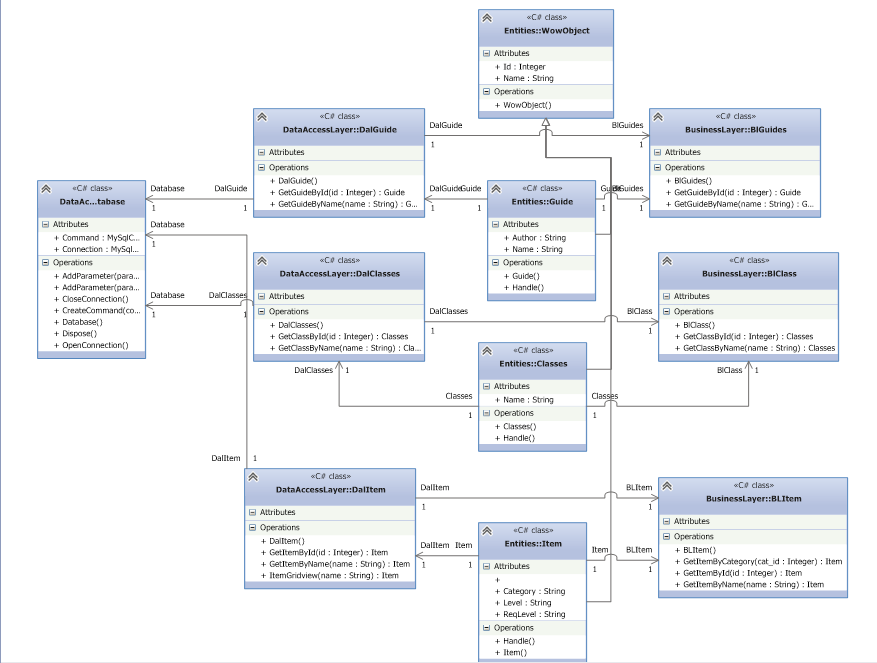 «C# class»
Entities::WowObject
Attributes
+ Id : Integer
+ Name : String
Operations
+ WowObject()
«C# class»
DataAccessLayer::DalGuide
Attributes
Operations
+ DalGuide()
+ GetGuideById(id : Integer) : Guide
+ GetGuideByName(name : String) : G...
DalGuide
1
BlGuides
1
«C# class»
BusinessLayer::BlGuides
Attributes
Operations
+ BlGuides()
+ GetGuideById(id : Integer) : Guide
+ GetGuideByName(name : String) : G...
«C# class»
DataAc...tabase
Attributes
+ Command : MySqlC...
+ Connection : MySql...
Operations
+ AddParameter(para...
+ AddParameter(para...
+ CloseConnection()
+ CreateCommand(co...
+ Database()
+ Dispose()
+ OpenConnection()
Database
1
DalGuide
1
Database
1
Database
1
DalClasses
1
DalGuide
1
Guide
1
«C# class»
Entities::Guide
Attributes
+ Author : String
+ Name : String
Operations
+ Guide()
+ Handle()
Guide
1
BlGuides
1
«C# class»
DataAccessLayer::DalClasses
Attributes
Operations
+ DalClasses()
+ GetClassById(id : Integer) : Classes
+ GetClassByName(name : String) : Cla...
DalClasses
1
BlClass
1
«C# class»
BusinessLayer::BlClass
Attributes
Operations
+ BlClass()
+ GetClassById(id : Integer) : Classes
+ GetClassByName(name : String) : Classes
DalClasses
1
Classes
1
«C# class»
Entities::Classes
Attributes
+ Name : String
Operations
+ Classes()
+ Handle()
Classes
1
BlClass
1
DalItem
1
«C# class»
DataAccessLayer::DalItem
Attributes
Operations
+ DalItem()
+ GetItemById(id : Integer) : Item
+ GetItemByName(name : String) : Item
+ ItemGridview(name : String) : Item
DalItem
1
BLItem
1
«C# class»
BusinessLayer::BLItem
Attributes
Operations
+ BLItem()
+ GetItemByCategory(cat_id : Integer) : Item
+ GetItemById(id : Integer) : Item
+ GetItemByName(name : String) : Item
DalItem
1
Item
1
«C# class»
Entities::Item
Attributes
+
+ Category : String
+ Level : String
+ ReqLevel : String
Operations
+ Handle()
+ Item()
Item
1
BLItem
1